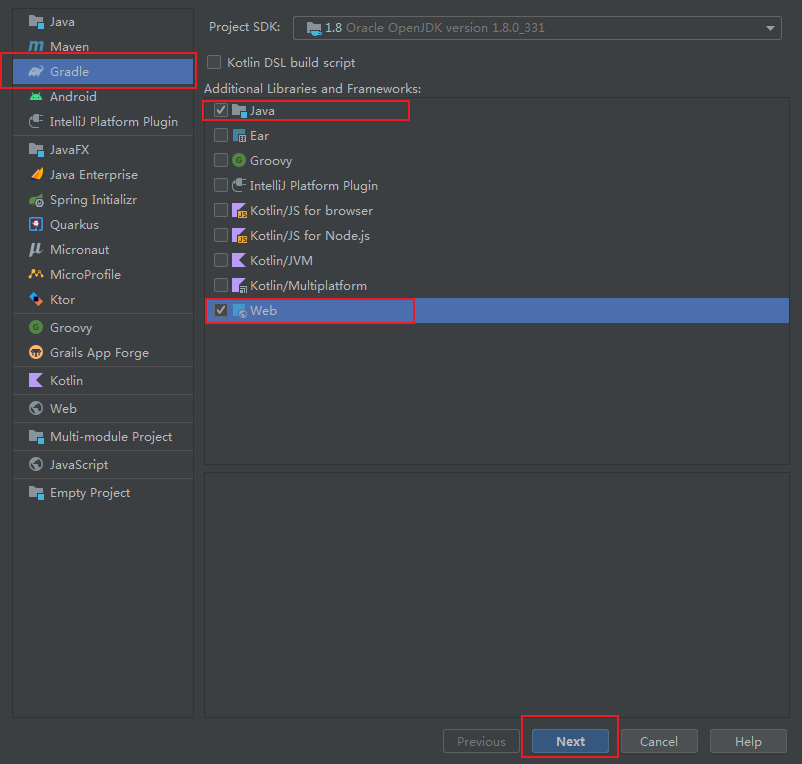 Java
Maven
Gradle
Android
IntelliJ Platform Plugin
JavaFX
Java Enterprise
Spring Initializr
Quarkus
Micronaut
MicroProfile
Ktor
Groovy
Grails App Forge
Kotlin
Web
Multi-module Project
JavaScript
Empty Project
Project SDK: 1.8 Oracle OpenJDK version 1.8.0_331
Kotlin DSL build script
Additional Libraries and Frameworks:
Java
Ear
Groovy
IntelliJ Platform Plugin
Kotlin/JS for browser
Kotlin/JS for Node.js
Kotlin/JVM
Kotlin/Multiplatform
Web
Previous Next Cancel Help